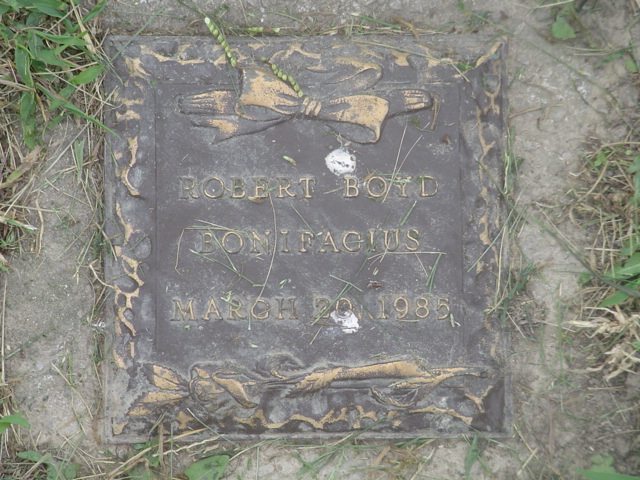 ROBERT BOYD
BONIFACIUS
MARCH 20, 1985